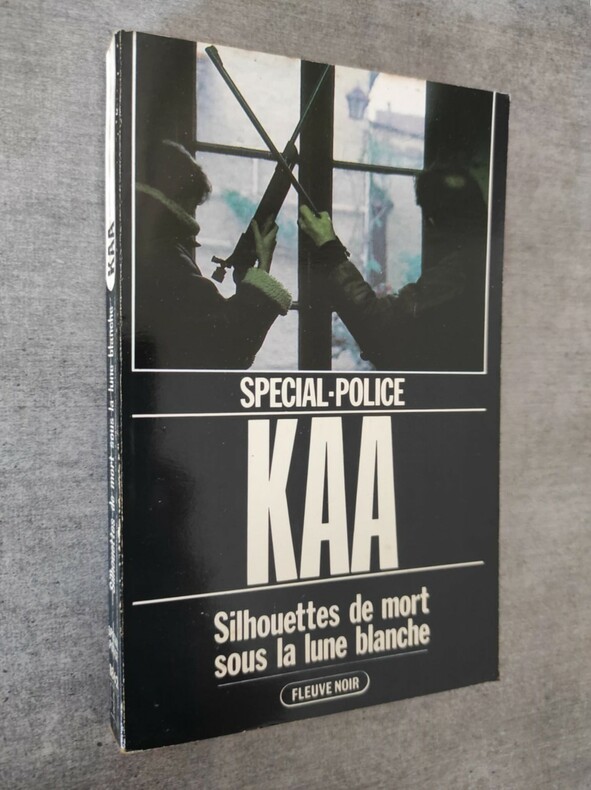 SPECIAL-POLICE
KAA
Silhouettes de mort
sous la lune blanche
FLEUVE NOIR
Silhouettes de mort sous la lune blanche
KAA